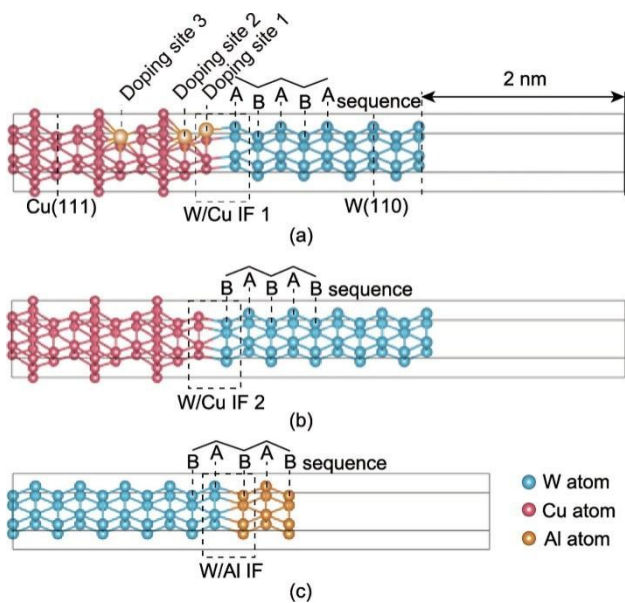 Doping site 3
Doping site 2
Doping site 1
A B A B A sequence
2 nm
Cu(111)
W/Cu IF 1
W(110)
(a)
B A B A B sequence
W/Cu IF 2
(b)
B A B A B sequence
W/Al IF
(c)
W atom
Cu atom
Al atom